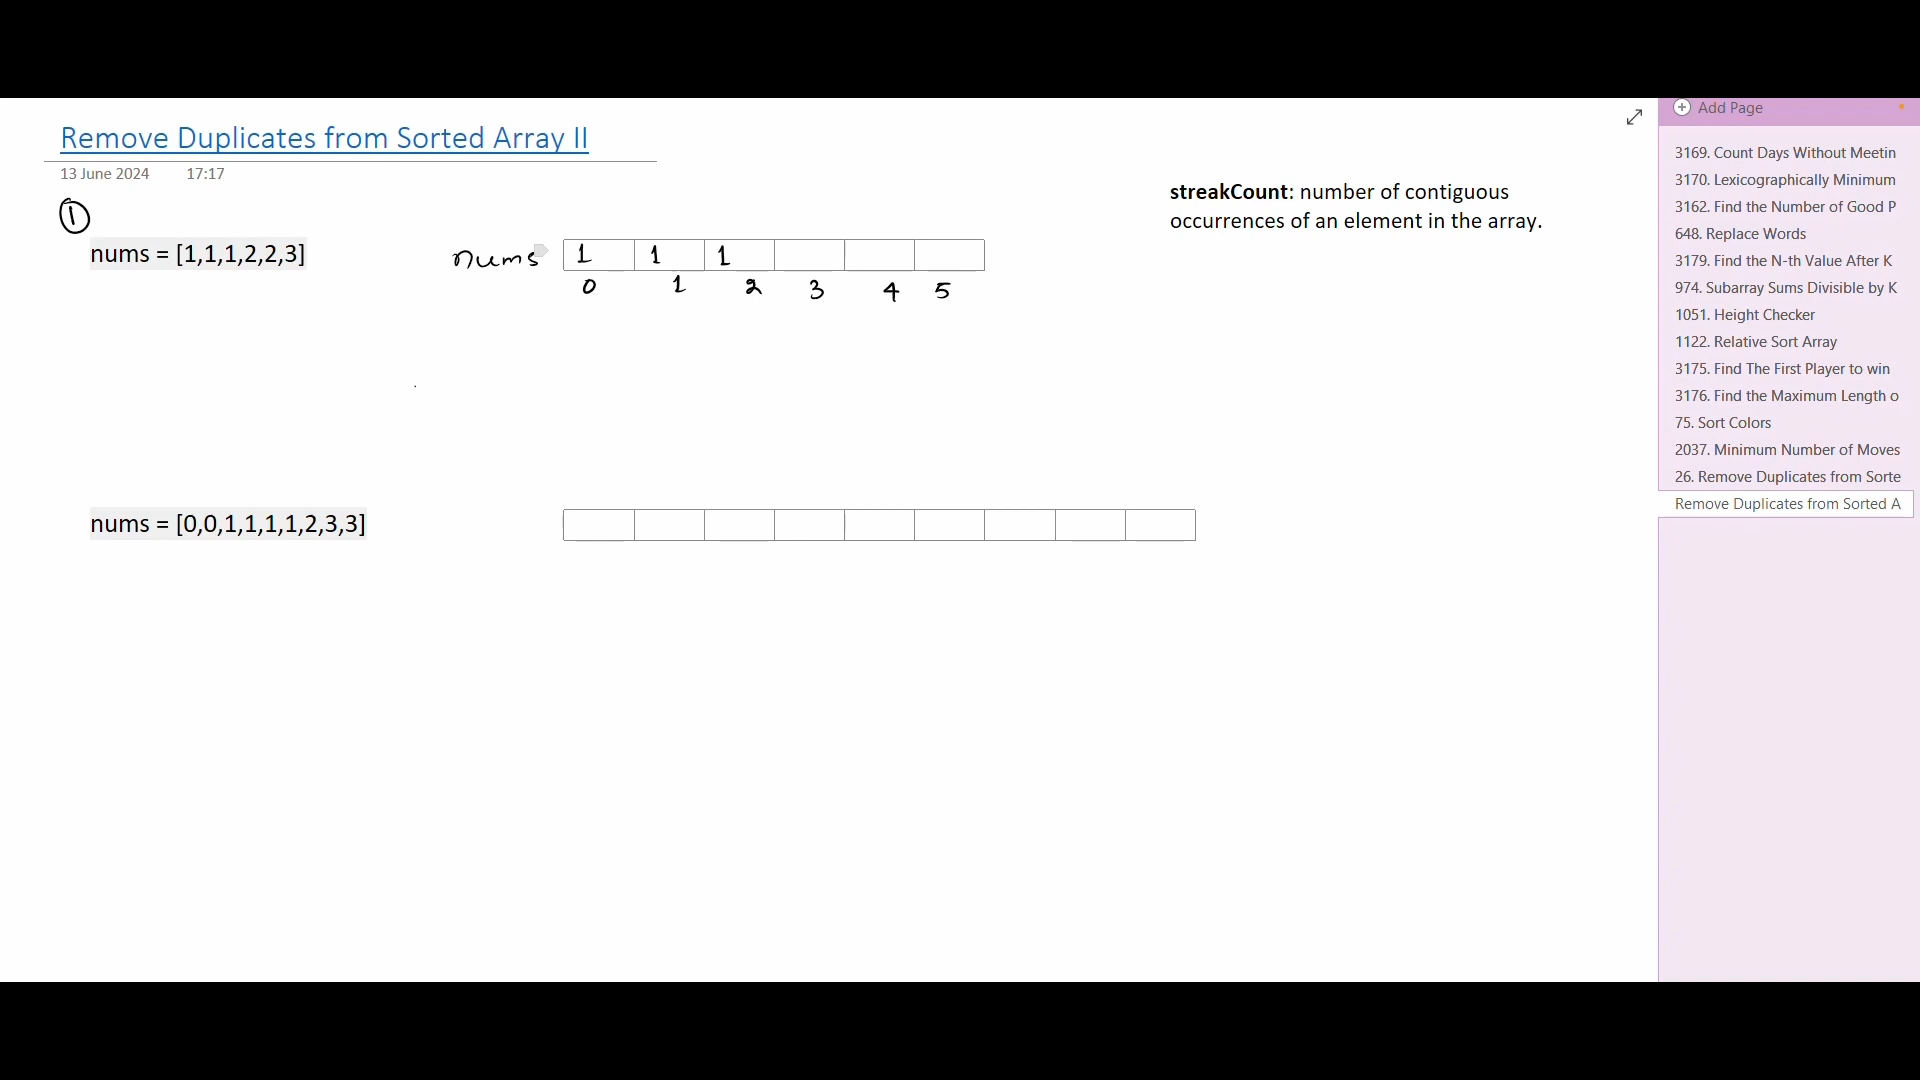 Remove Duplicates from Sorted Array II
13 June 2024 17:17
1
nums = [1,1,1,2,2,3]
nums 1 1 1
0 1 2 3 4 5
streakCount: number of contiguous
occurrences of an element in the array.
nums = [0,0,1,1,1,1,2,3,3]
Add Page
3169. Count Days Without Meetin
3170. Lexicographically Minimum
3162. Find the Number of Good P
648. Replace Words
3179. Find the N-th Value After K
974. Subarray Sums Divisible by K
1051. Height Checker
1122. Relative Sort Array
3175. Find The First Player to win
3176. Find the Maximum Length o
75. Sort Colors
2037. Minimum Number of Moves
26. Remove Duplicates from Sorte
Remove Duplicates from Sorted A